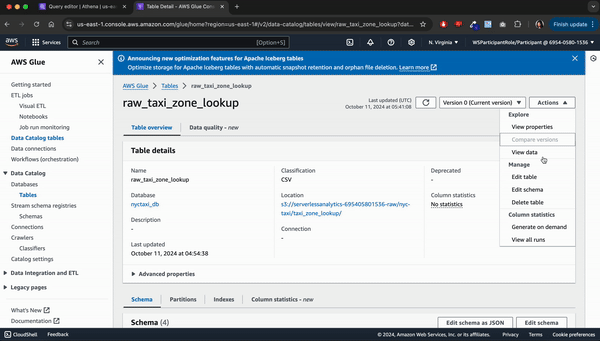 Query editor | Athena | us-eas
Table Detail - AWS Glue Conso
us-east-1.console.aws.amazon.com/glue/home?region=us-east-1#/v2/data-catalog/tables/view/raw_taxi_zone_lookup?dat...
Finish update
aws
Services
Search
[Option+S]
N. Virginia
WSParticipantRole/Participant @ 6954-0580-1536
AWS Glue
Getting started
ETL jobs
Visual ETL
Notebooks
Job run monitoring
Data Catalog tables
Data connections
Workflows (orchestration)
Data Catalog
Databases
Tables
Stream schema registries
Schemas
Connections
Crawlers
Classifiers
Catalog settings
Data Integration and ETL
Legacy pages
What's New
Documentation
Announcing new optimization features for Apache Iceberg tables
Optimize storage for Apache Iceberg tables with automatic snapshot retention and orphan file deletion. Learn more
AWS Glue > Tables > raw_taxi_zone_lookup
raw_taxi_zone_lookup
Last updated (UTC)
October 11, 2024 at 05:41:08
Version 0 (Current version)
Actions
Explore
View properties
Compare versions
View data
Manage
Edit table
Edit schema
Delete table
Column statistics
Generate on demand
View all runs
Table overview
Data quality - new
Table details
Name
raw_taxi_zone_lookup
Database
nyctaxi_db
Description
-
Last updated
October 11, 2024 at 04:54:38
Classification
CSV
Location
s3://serverlessanalytics-695405801536-raw/nyc-
taxi/taxi_zone_lookup/
Connection
-
Deprecated
-
Column statistics
No statistics
Advanced properties
Schema
Partitions
Indexes
Column statistics - new
Schema (4)
Edit schema as JSON
Edit schema
CloudShell
Feedback
© 2024, Amazon Web Services, Inc. or its affiliates.
Privacy
Terms
Cookie preferences